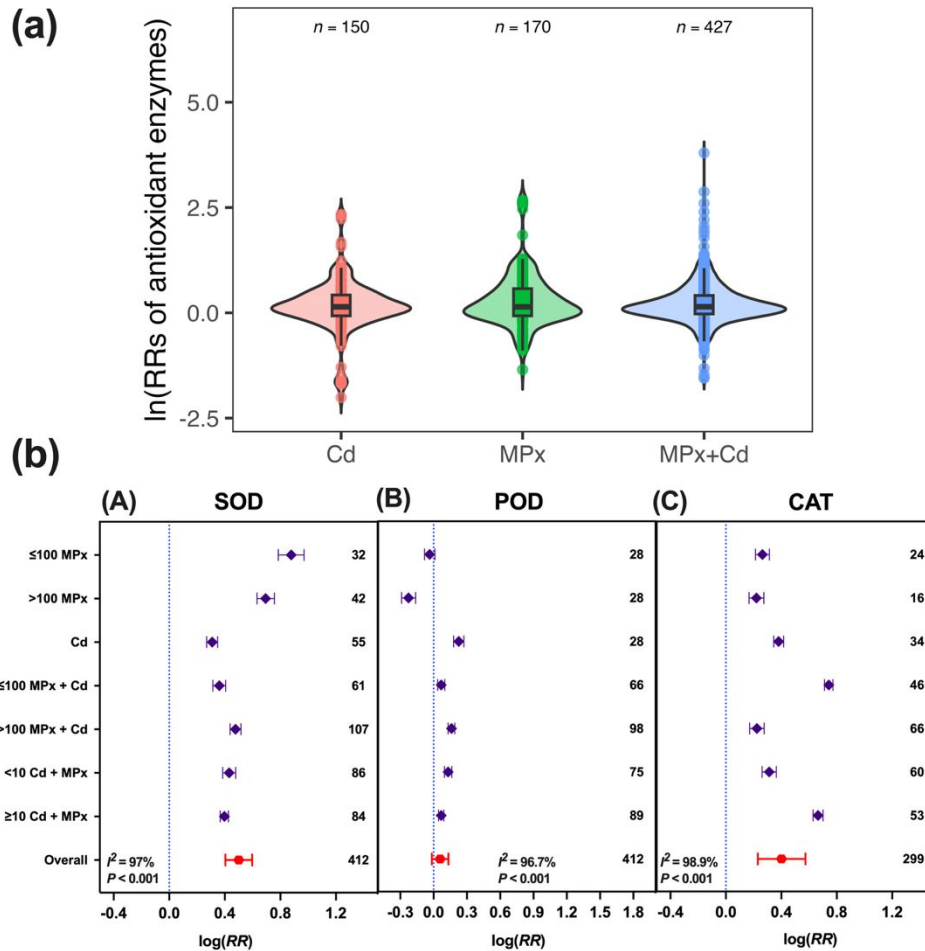 (a)
n = 150
n = 170
n = 427
ln(RRs of antioxidant enzymes)
5.0
2.5
0.0
-2.5
Cd
MPx
MPx+Cd
(b)
(A)
SOD
(B)
POD
(C)
CAT
≤100 MPx
32
28
24
>100 MPx
42
28
16
Cd
55
28
34
≤100 MPx + Cd
61
66
46
>100 MPx + Cd
107
98
66
<10 Cd + MPx
86
75
60
≥10 Cd + MPx
84
89
53
Overall
I² = 97%
P < 0.001
412
I² = 96.7%
P < 0.001
412
I² = 98.9%
P < 0.001
299
-0.4 0.0 0.4 0.8 1.2
-0.3 0.0 0.3 0.6 0.9 1.2 1.5 1.8
-0.4 0.0 0.4 0.8 1.2
log(RR)
log(RR)
log(RR)